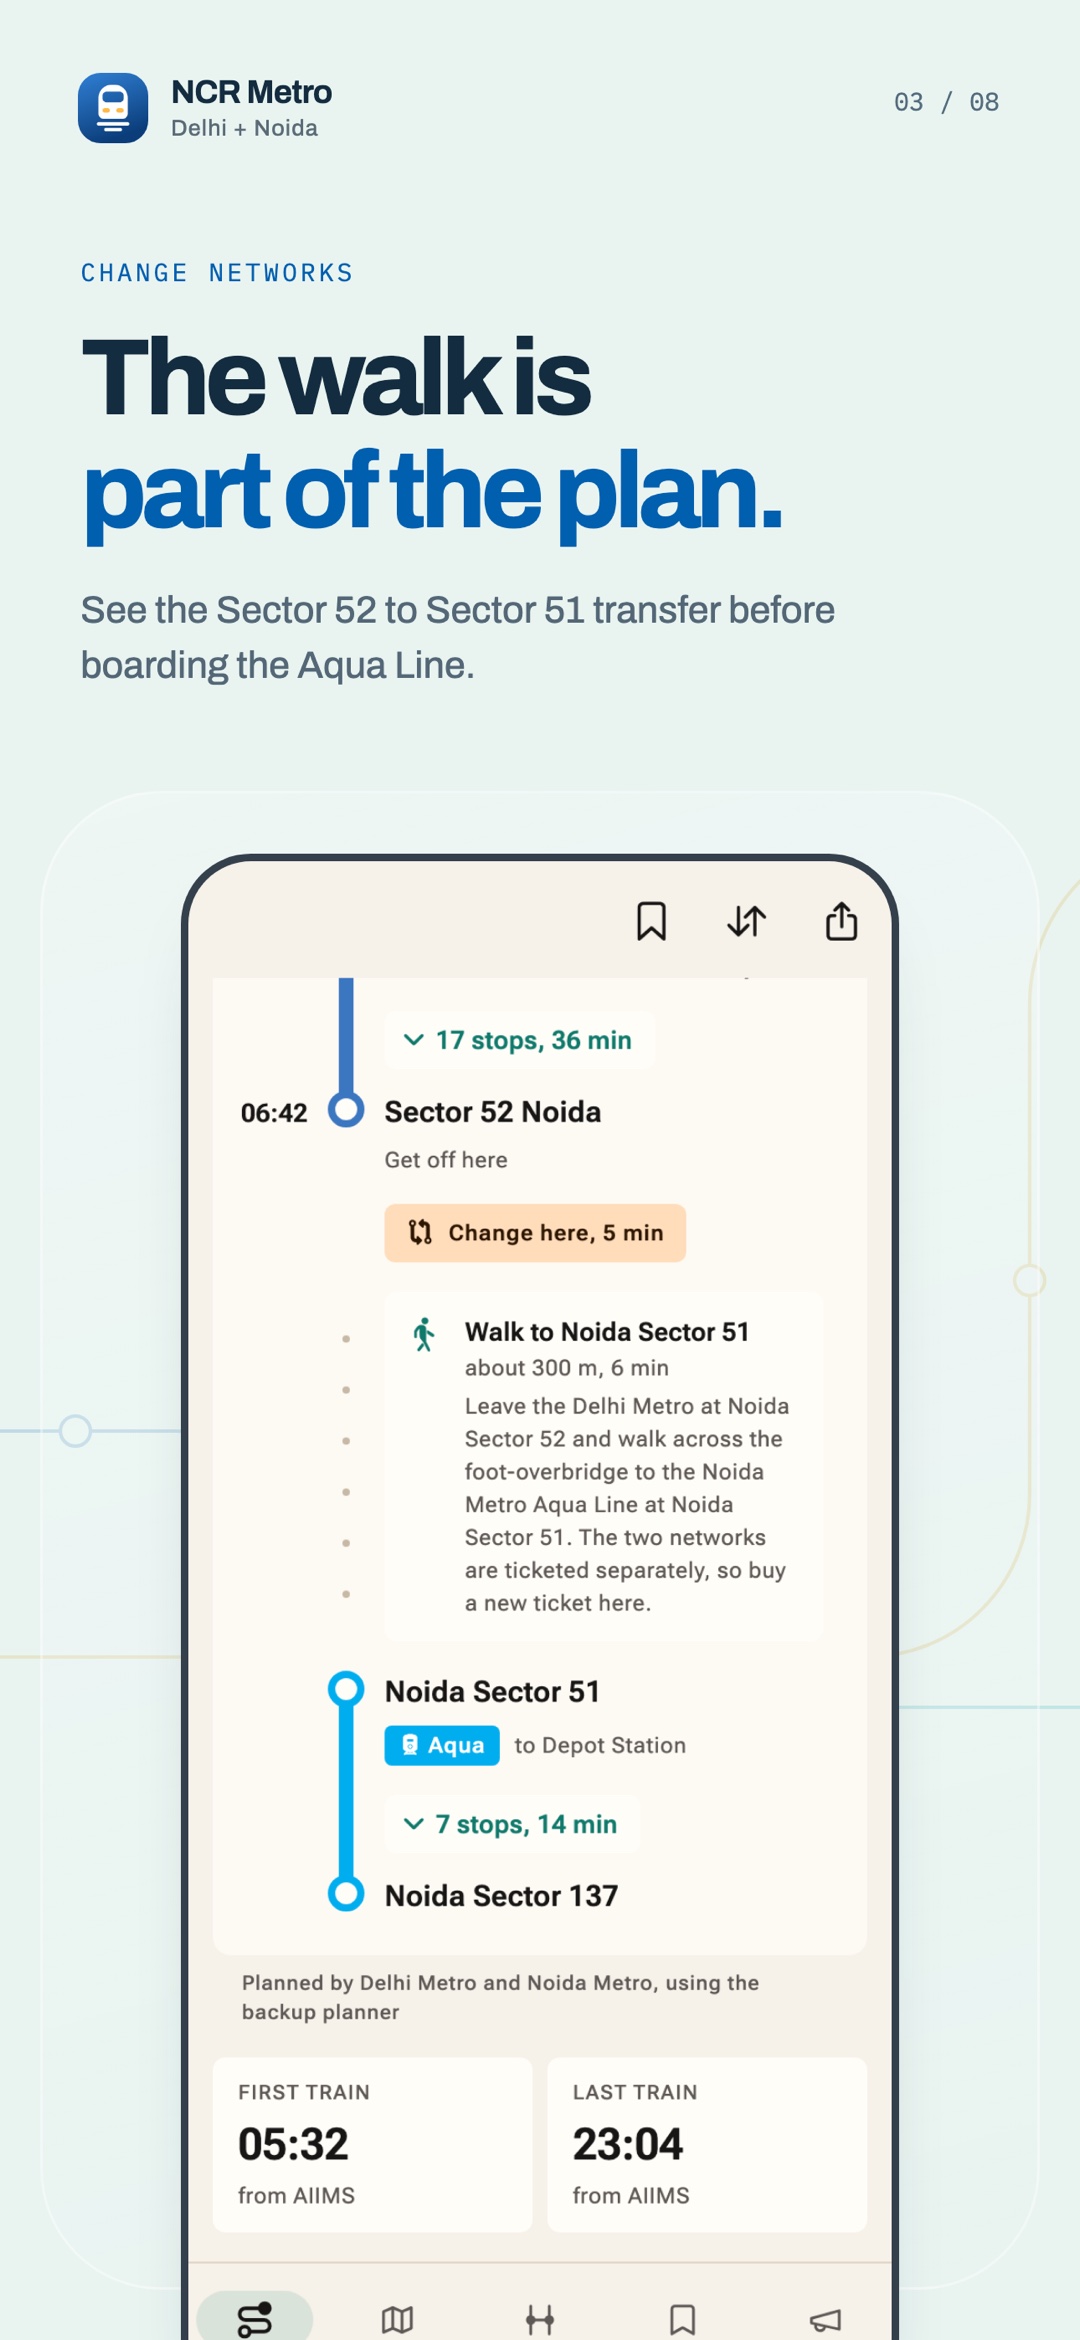 NCR Metro
Delhi + Noida
03 / 08
CHANGE NETWORKS
The walk is
part of the plan.
See the Sector 52 to Sector 51 transfer before
boarding the Aqua Line.
17 stops, 36 min
06:42
Sector 52 Noida
Get off here
Change here, 5 min
Walk to Noida Sector 51
about 300 m, 6 min
Leave the Delhi Metro at Noida
Sector 52 and walk across the
foot-overbridge to the Noida
Metro Aqua Line at Noida
Sector 51. The two networks
are ticketed separately, so buy
a new ticket here.
Noida Sector 51
Aqua
to Depot Station
7 stops, 14 min
Noida Sector 137
Planned by Delhi Metro and Noida Metro, using the
backup planner
FIRST TRAIN
05:32
from AIIMS
LAST TRAIN
23:04
from AIIMS